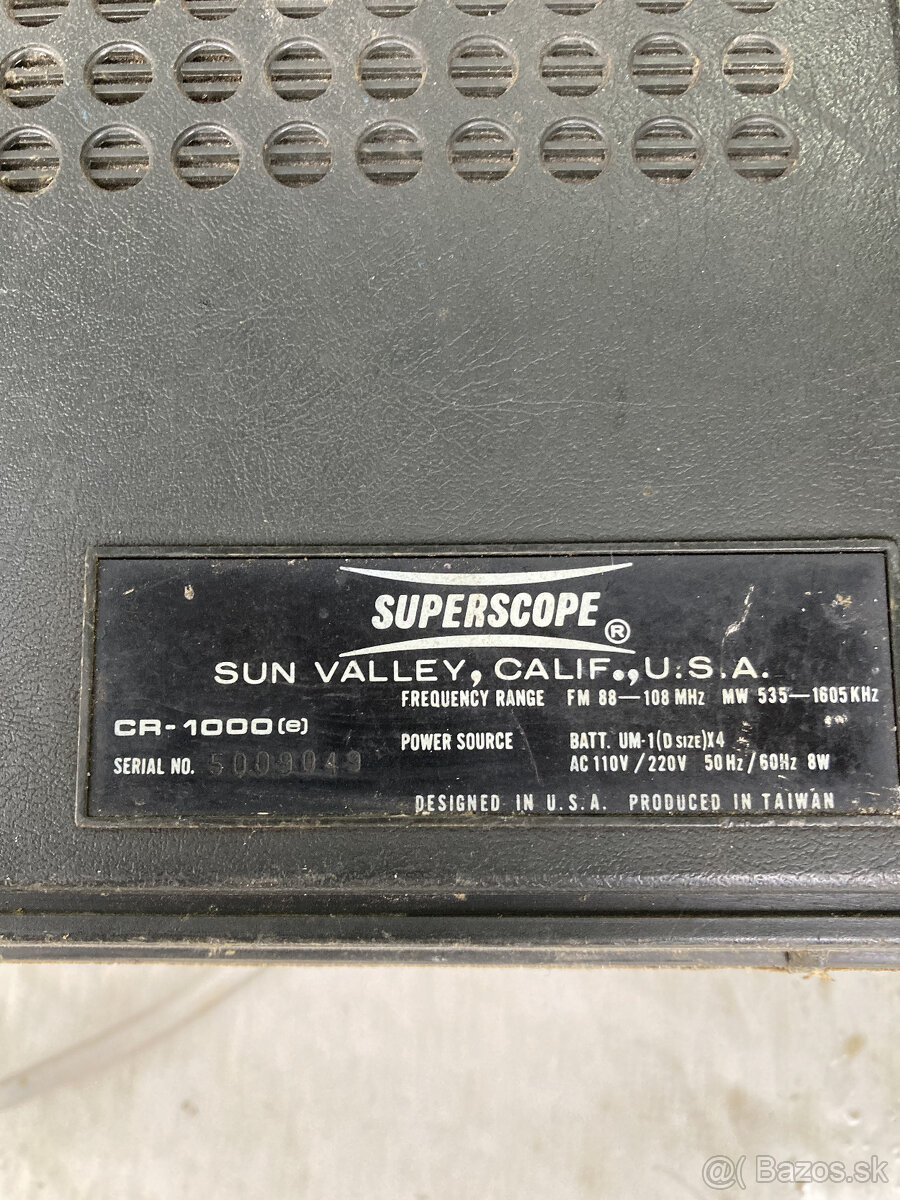 SUPERSCOPE®
SUN VALLEY, CALIF., U.S.A.
FREQUENCY RANGE FM 88—108 MHz MW 535—1605 KHz
CR-1000(e)
POWER SOURCE BATT. UM-1(D SIZE)X4
SERIAL NO. 5009049 AC 110V/220V 50Hz/60Hz 8W
DESIGNED IN U.S.A. PRODUCED IN TAIWAN
@(-) Bazos.sk